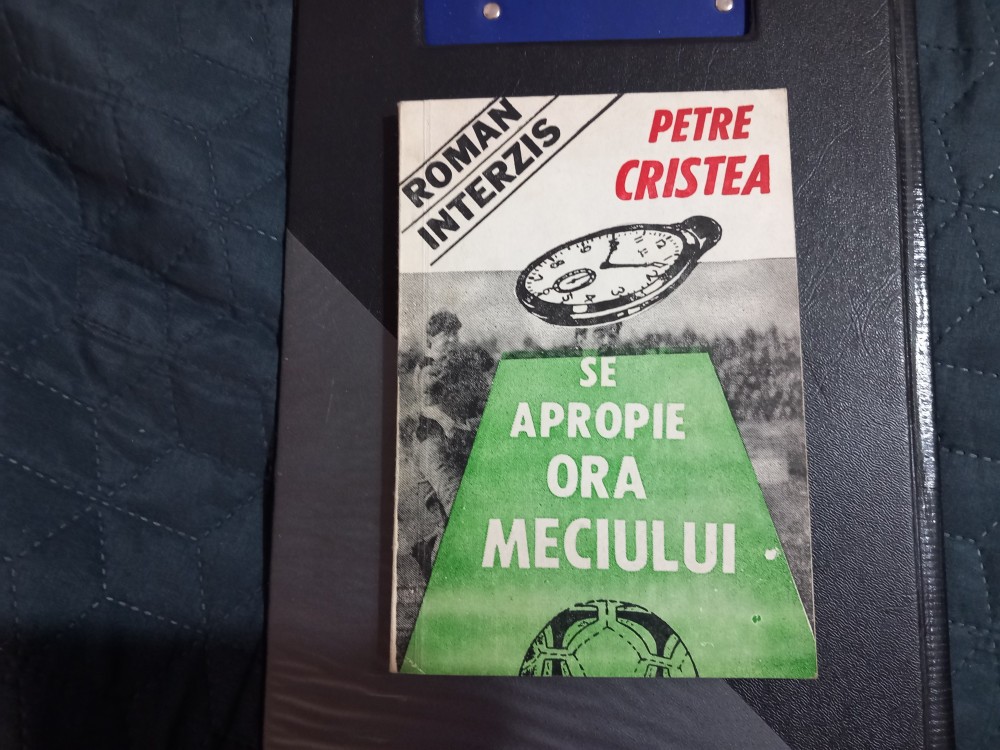 ROMAN
INTERZIS
PETRE
CRISTEA
SE
APROPIE
ORA
MECIULUI